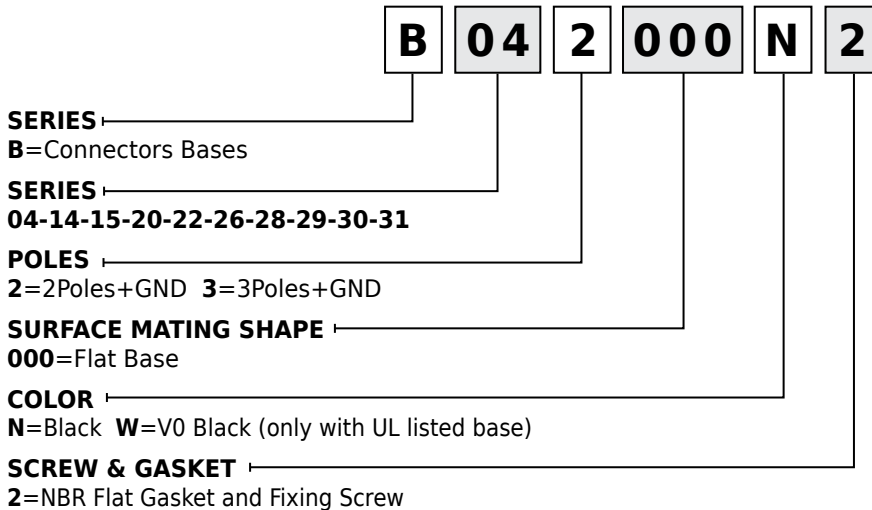 B 04 2 000 N 2
SERIES
B=Connectors Bases
SERIES
04-14-15-20-22-26-28-29-30-31
POLES
2=2Poles+GND 3=3Poles+GND
SURFACE MATING SHAPE
000=Flat Base
COLOR
N=Black W=V0 Black (only with UL listed base)
SCREW & GASKET
2=NBR Flat Gasket and Fixing Screw